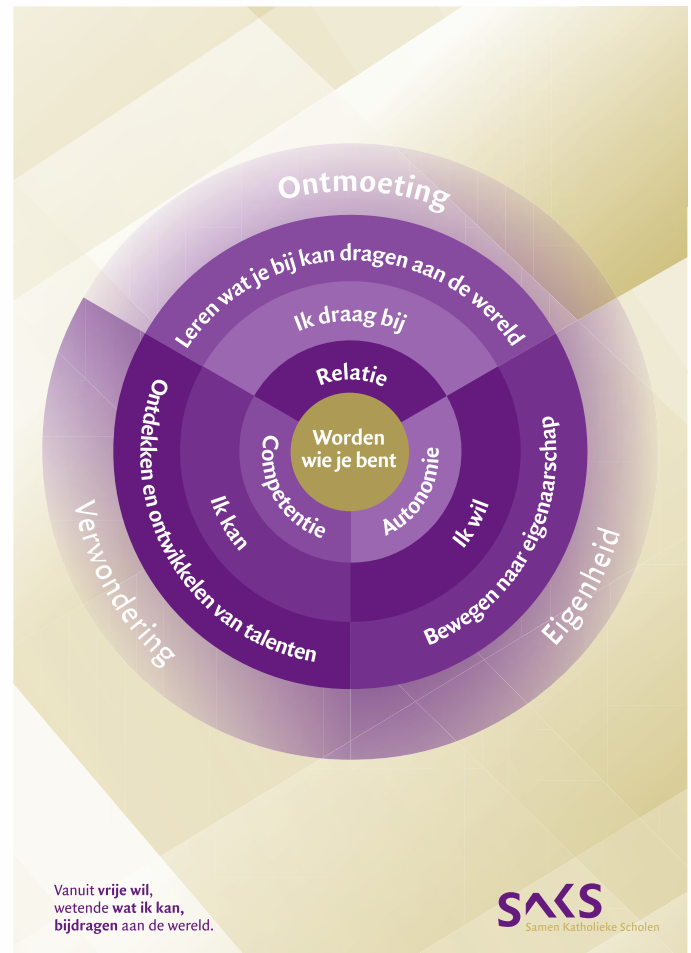 Ontmoeting
Leren wat je bij kan dragen aan de wereld
Ik draag bij
Relatie
Worden
wie je bent
Competentie
Autonomie
Ik kan
Ik wil
Ontdekken en ontwikkelen van talenten
Bewegen naar eigenaarschap
Verwondering
Eigenheid
Vanuit vrije wil,
wetende wat ik kan,
bijdragen aan de wereld.
SAKS
Samen Katholieke Scholen